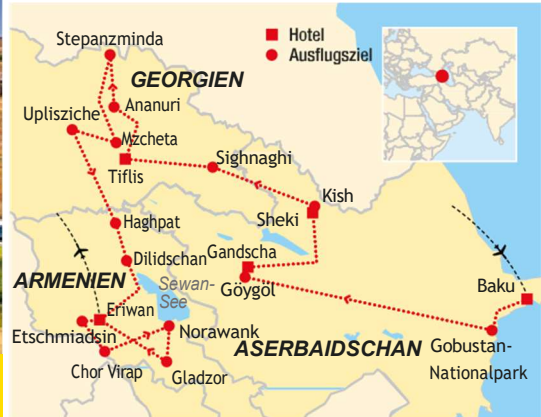 Hotel
Ausflugsziel
Stepanzminda
GEORGIEN
Ananuri
Uplisziche
Mzcheta
Tiflis
Sighnaghi
Kish
Sheki
Haghpat
Gandscha
Dilidschan
Göygöl
ARMENIEN
Sewan-
See
Baku
Eriwan
Etschmiadsin
Norawank
ASERBAIDSCHAN
Gobustan-
Nationalpark
Chor Virap
Gladzor